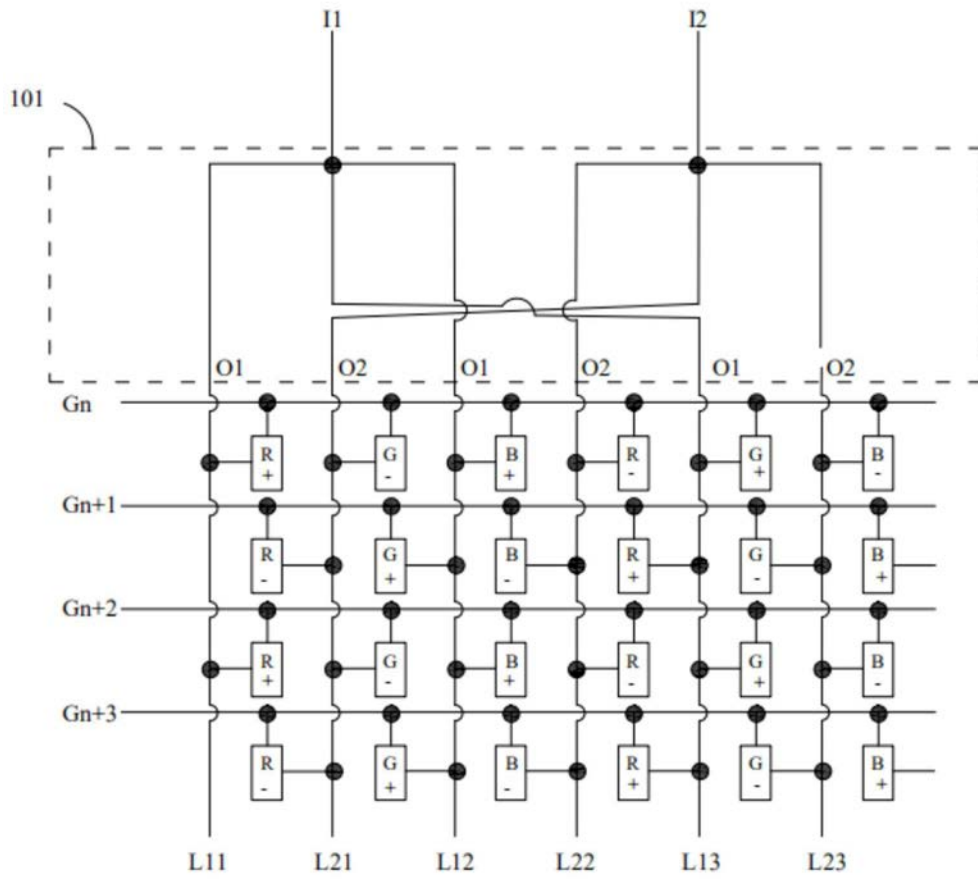 I1 I2
101
O1 O2 O1 O2 O1 O2
Gn
R G B R G B
+ - + - + -
Gn+1
R G B R G B
- + - + - +
Gn+2
R G B R G B
+ - + - + -
Gn+3
R G B R G B
- + - + - +
L11 L21 L12 L22 L13 L23